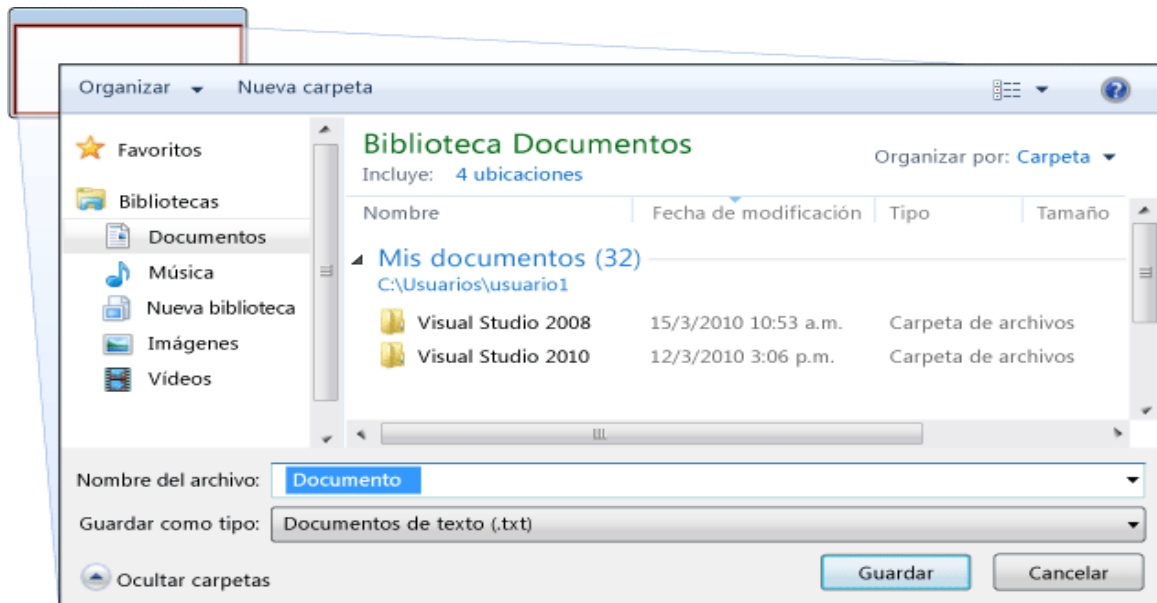 Organizar Nueva carpeta
Favoritos
Bibliotecas
Documentos
Música
Nueva biblioteca
Imágenes
Vídeos
Biblioteca Documentos
Incluye: 4 ubicaciones
Organizar por: Carpeta
Nombre Fecha de modificación Tipo Tamaño
Mis documentos (32)
C:\Usuarios\usuario1
Visual Studio 2008 15/3/2010 10:53 a.m. Carpeta de archivos
Visual Studio 2010 12/3/2010 3:06 p.m. Carpeta de archivos
Nombre del archivo: Documento
Guardar como tipo: Documentos de texto (.txt)
Ocultar carpetas Guardar Cancelar